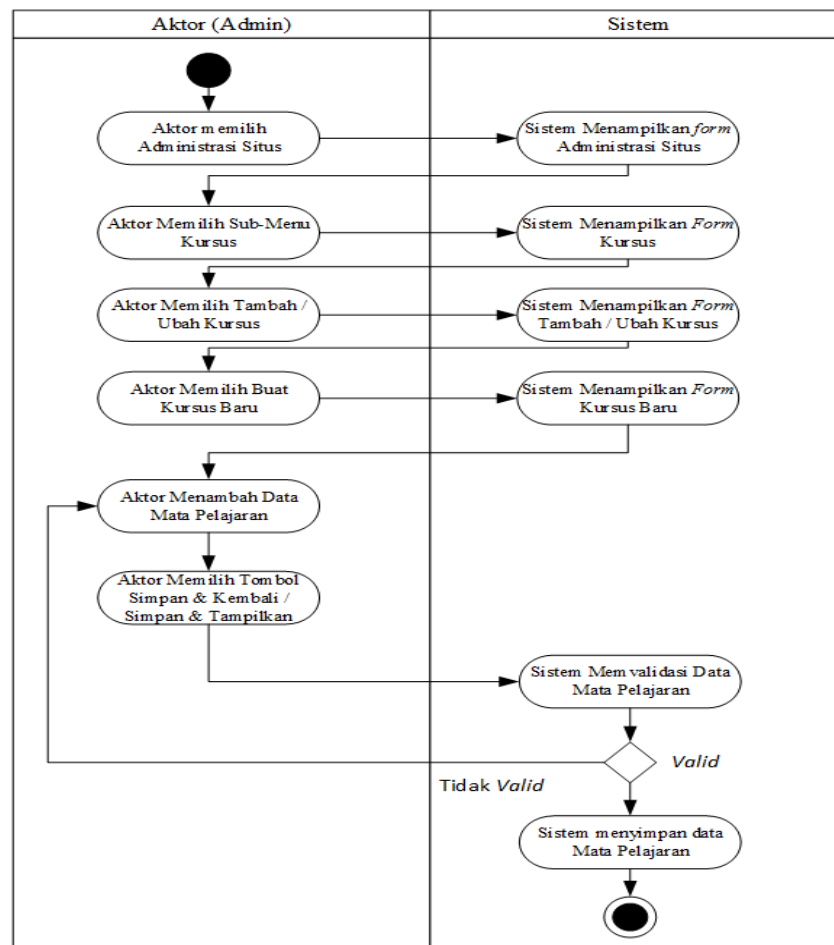 Aktor (Admin)
Sistem
Aktor memilih
Administrasi Situs
Sistem Menampilkan form
Administrasi Situs
Aktor Memilih Sub-Menu
Kursus
Sistem Menampilkan Form
Kursus
Aktor Memilih Tambah /
Ubah Kursus
Sistem Menampilkan Form
Tambah / Ubah Kursus
Aktor Memilih Buat
Kursus Baru
Sistem Menampilkan Form
Kursus Baru
Aktor Menambah Data
Mata Pelajaran
Aktor Memilih Tombol
Simpan & Kembali /
Simpan & Tampilkan
Sistem Memvalidasi Data
Mata Pelajaran
Valid
Tidak Valid
Sistem menyimpan data
Mata Pelajaran